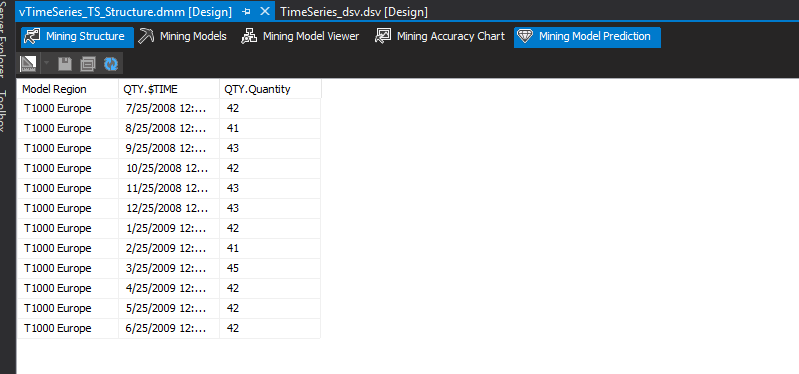 vTimeSeries_TS_Structure.dmm [Design] TimeSeries_dsv.dsv [Design]
Server Explorer Toolbox
Mining Structure Mining Models Mining Model Viewer Mining Accuracy Chart Mining Model Prediction
Model Region QTY.$TIME QTY.Quantity
T1000 Europe 7/25/2008 12:... 42
T1000 Europe 8/25/2008 12:... 41
T1000 Europe 9/25/2008 12:... 43
T1000 Europe 10/25/2008 12... 42
T1000 Europe 11/25/2008 12... 43
T1000 Europe 12/25/2008 12... 43
T1000 Europe 1/25/2009 12:... 42
T1000 Europe 2/25/2009 12:... 41
T1000 Europe 3/25/2009 12:... 45
T1000 Europe 4/25/2009 12:... 42
T1000 Europe 5/25/2009 12:... 42
T1000 Europe 6/25/2009 12:... 42